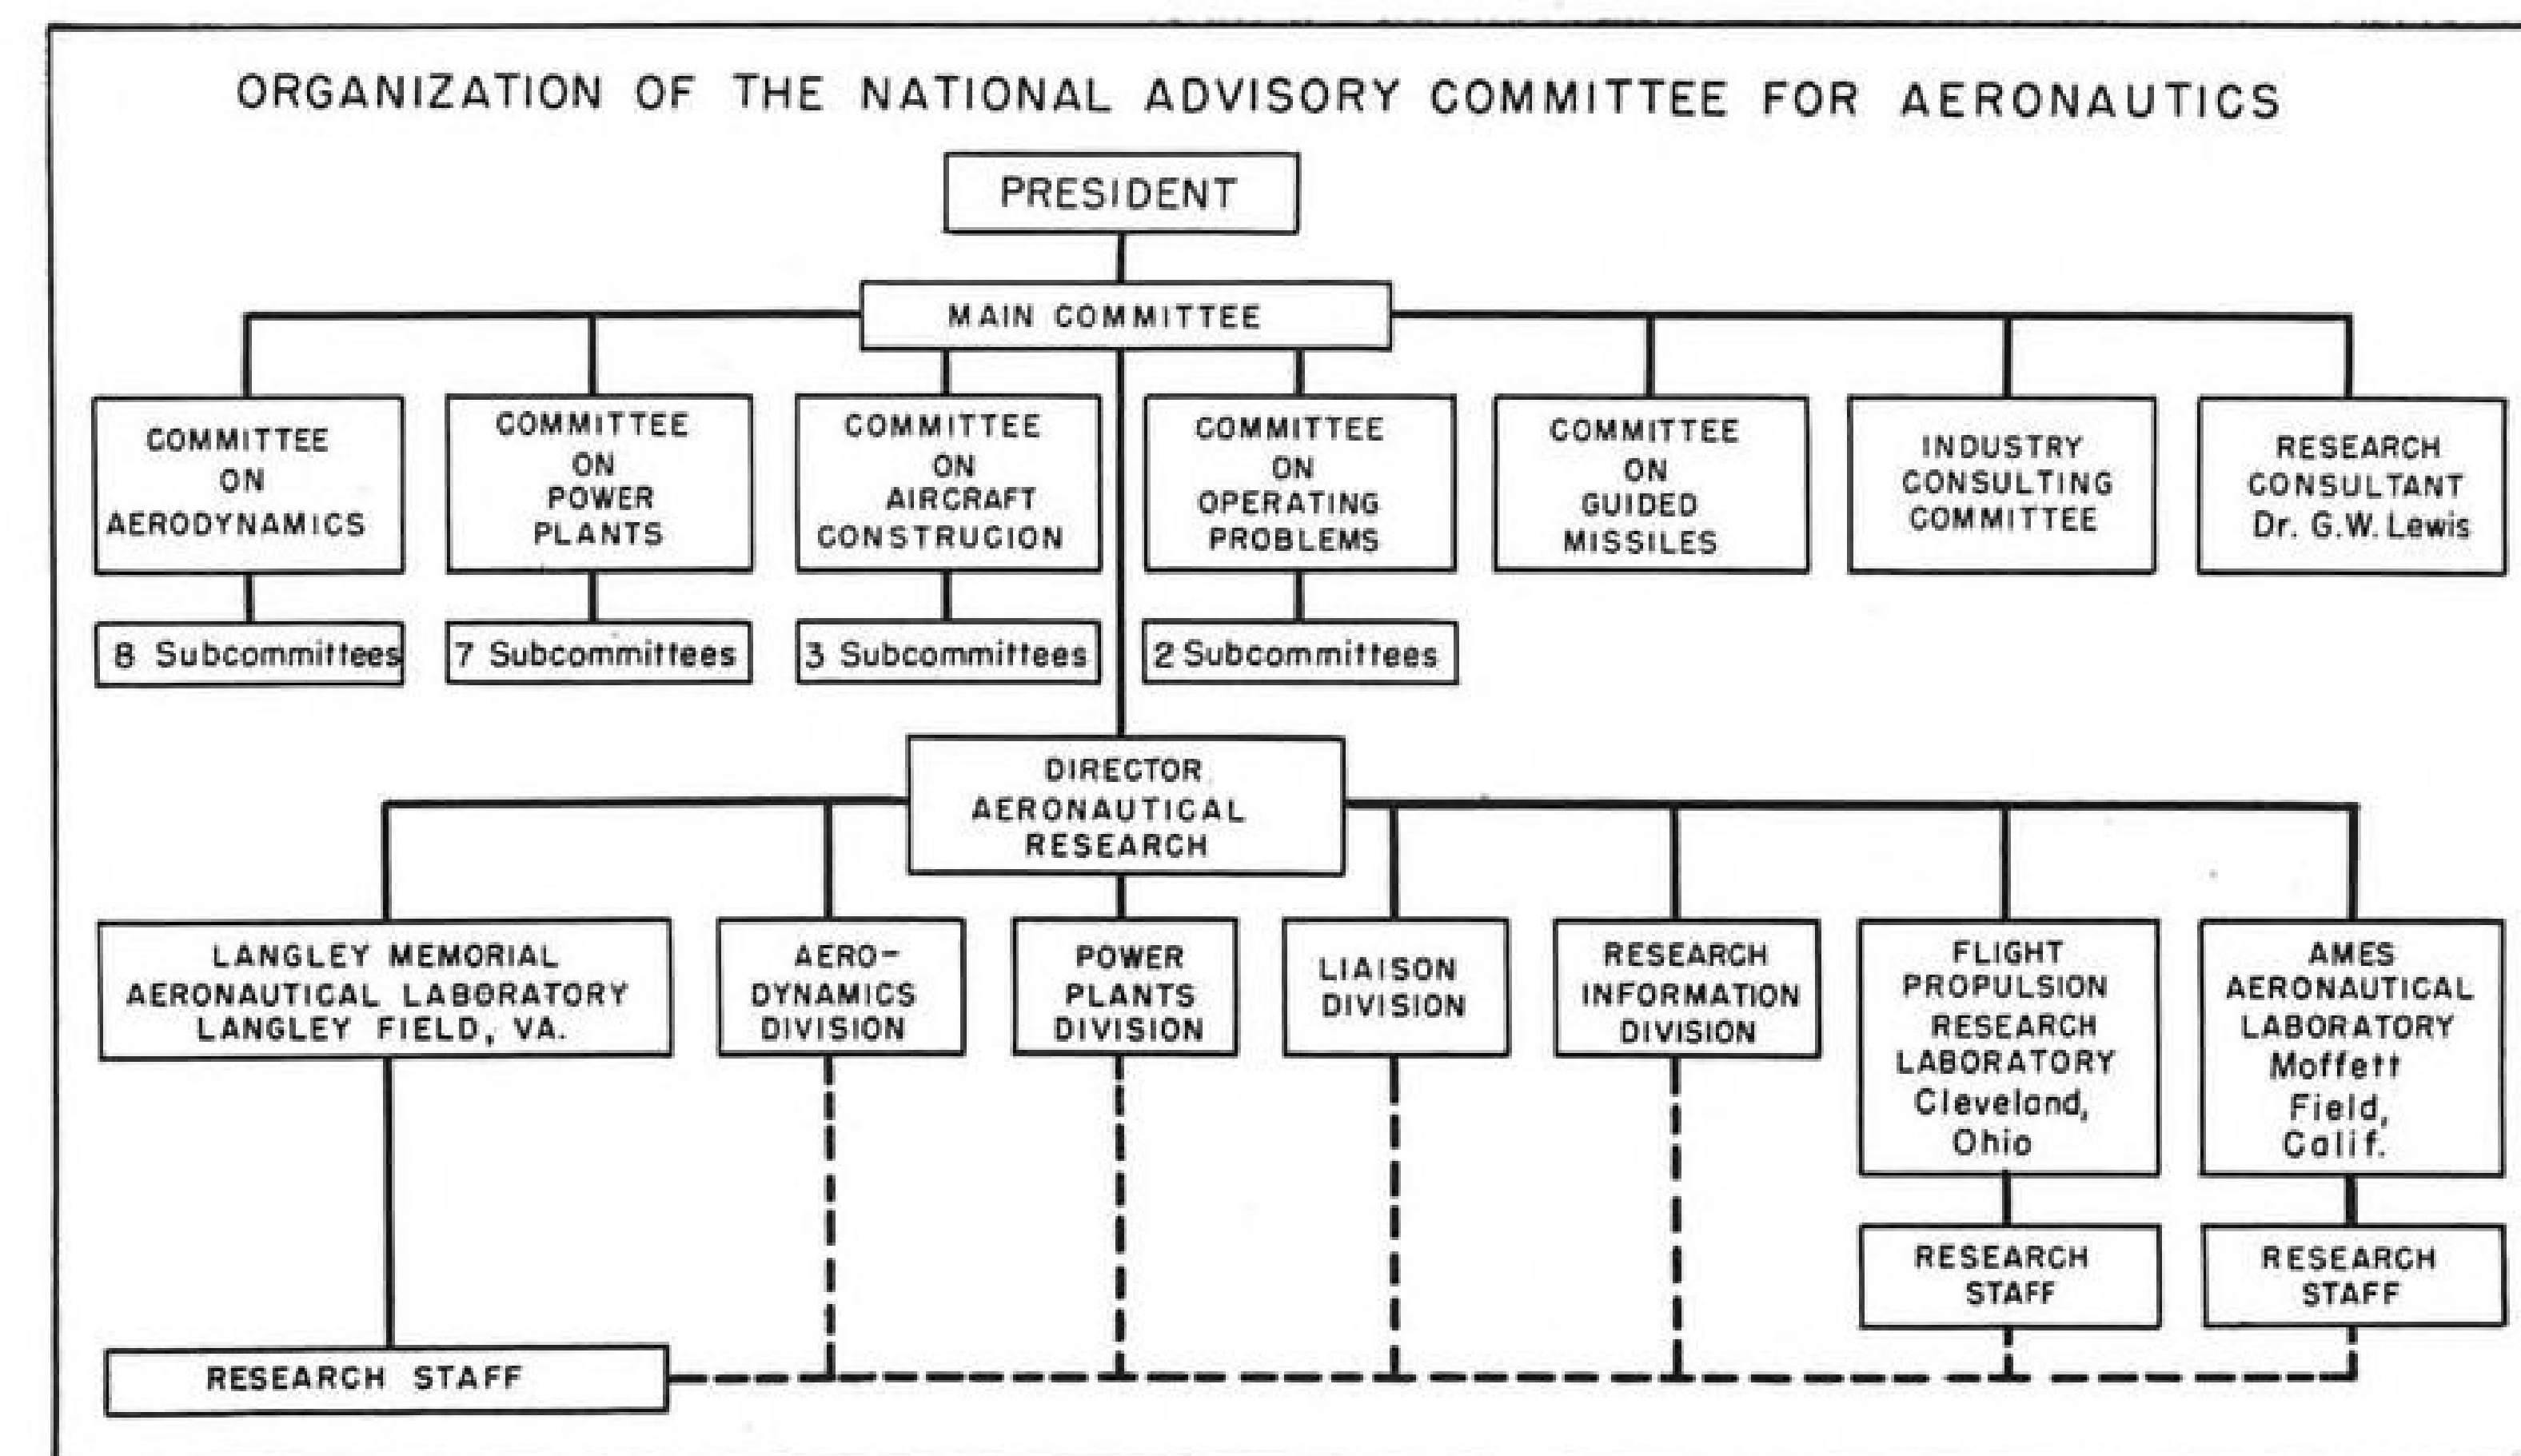 ORGANIZATION OF THE NATIONAL ADVISORY COMMITTEE FOR AERONAUTICS
PRESIDENT
MAIN COMMITTEE
COMMITTEE
ON
AERODYNAMICS
COMMITTEE
ON
POWER
PLANTS
COMMITTEE
ON
AIRCRAFT
CONSTRUCION
COMMITTEE
ON
OPERATING
PROBLEMS
COMMITTEE
ON
GUIDED
MISSILES
INDUSTRY
CONSULTING
COMMITTEE
RESEARCH
CONSULTANT
Dr. G.W. Lewis
8 Subcommittees
7 Subcommittees
3 Subcommittees
2 Subcommittees
DIRECTOR
AERONAUTICAL
RESEARCH
LANGLEY MEMORIAL
AERONAUTICAL LABORATORY
LANGLEY FIELD, VA.
AERO-
DYNAMICS
DIVISION
POWER
PLANTS
DIVISION
LIAISON
DIVISION
RESEARCH
INFORMATION
DIVISION
FLIGHT
PROPULSION
RESEARCH
LABORATORY
Cleveland,
Ohio
AMES
AERONAUTICAL
LABORATORY
Moffett
Field,
Calif.
RESEARCH
STAFF
RESEARCH
STAFF
RESEARCH STAFF